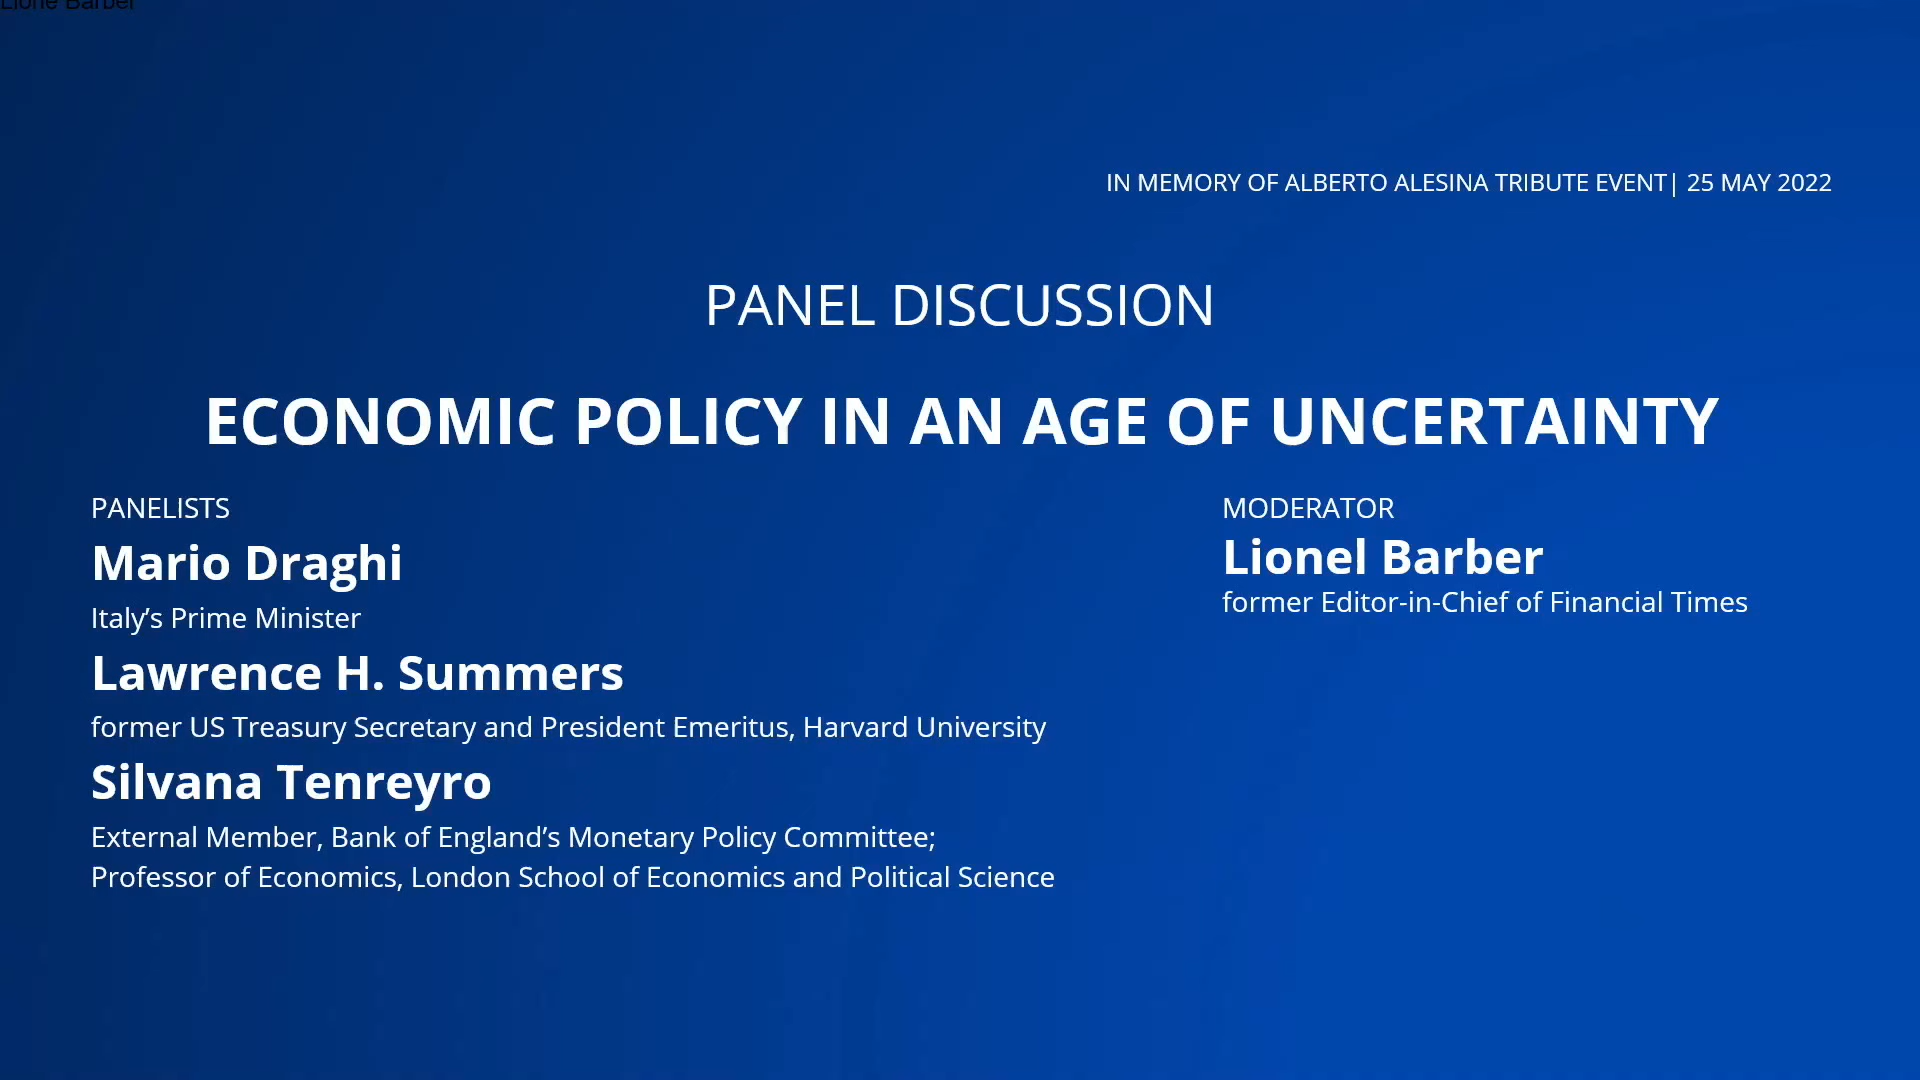 Lione Barber
IN MEMORY OF ALBERTO ALESINA TRIBUTE EVENT| 25 MAY 2022
PANEL DISCUSSION
ECONOMIC POLICY IN AN AGE OF UNCERTAINTY
PANELISTS
Mario Draghi
Italy’s Prime Minister
Lawrence H. Summers
former US Treasury Secretary and President Emeritus, Harvard University
Silvana Tenreyro
External Member, Bank of England’s Monetary Policy Committee;
Professor of Economics, London School of Economics and Political Science
MODERATOR
Lionel Barber
former Editor-in-Chief of Financial Times